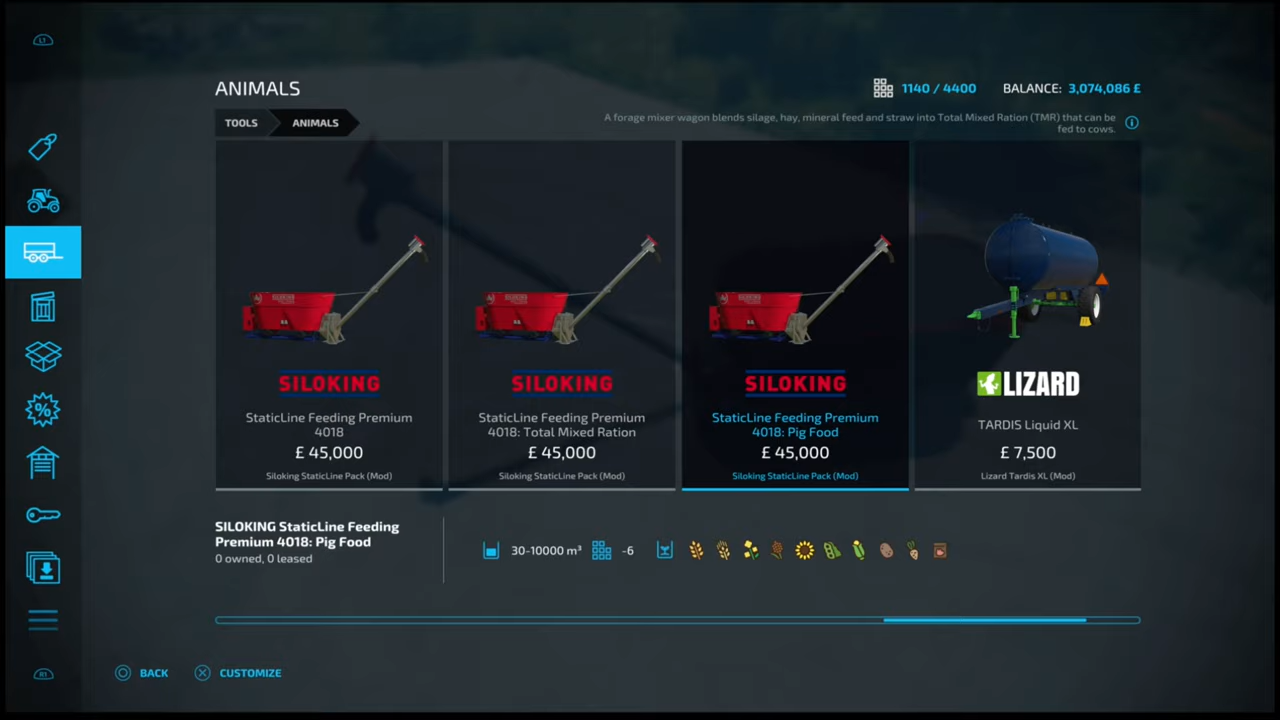 L1
ANIMALS
1140 / 4400
BALANCE: 3,074,086 £
TOOLS
ANIMALS
A forage mixer wagon blends silage, hay, mineral feed and straw into Total Mixed Ration (TMR) that can be
fed to cows.
SILOKING
StaticLine Feeding Premium
4018
£ 45,000
Siloking StaticLine Pack (Mod)
SILOKING
StaticLine Feeding Premium
4018: Total Mixed Ration
£ 45,000
Siloking StaticLine Pack (Mod)
SILOKING
StaticLine Feeding Premium
4018: Pig Food
£ 45,000
Siloking StaticLine Pack (Mod)
LIZARD
TARDIS Liquid XL
£ 7,500
Lizard Tardis XL (Mod)
SILOKING StaticLine Feeding
Premium 4018: Pig Food
0 owned, 0 leased
30-10000 m³
-6
R1
BACK
CUSTOMIZE